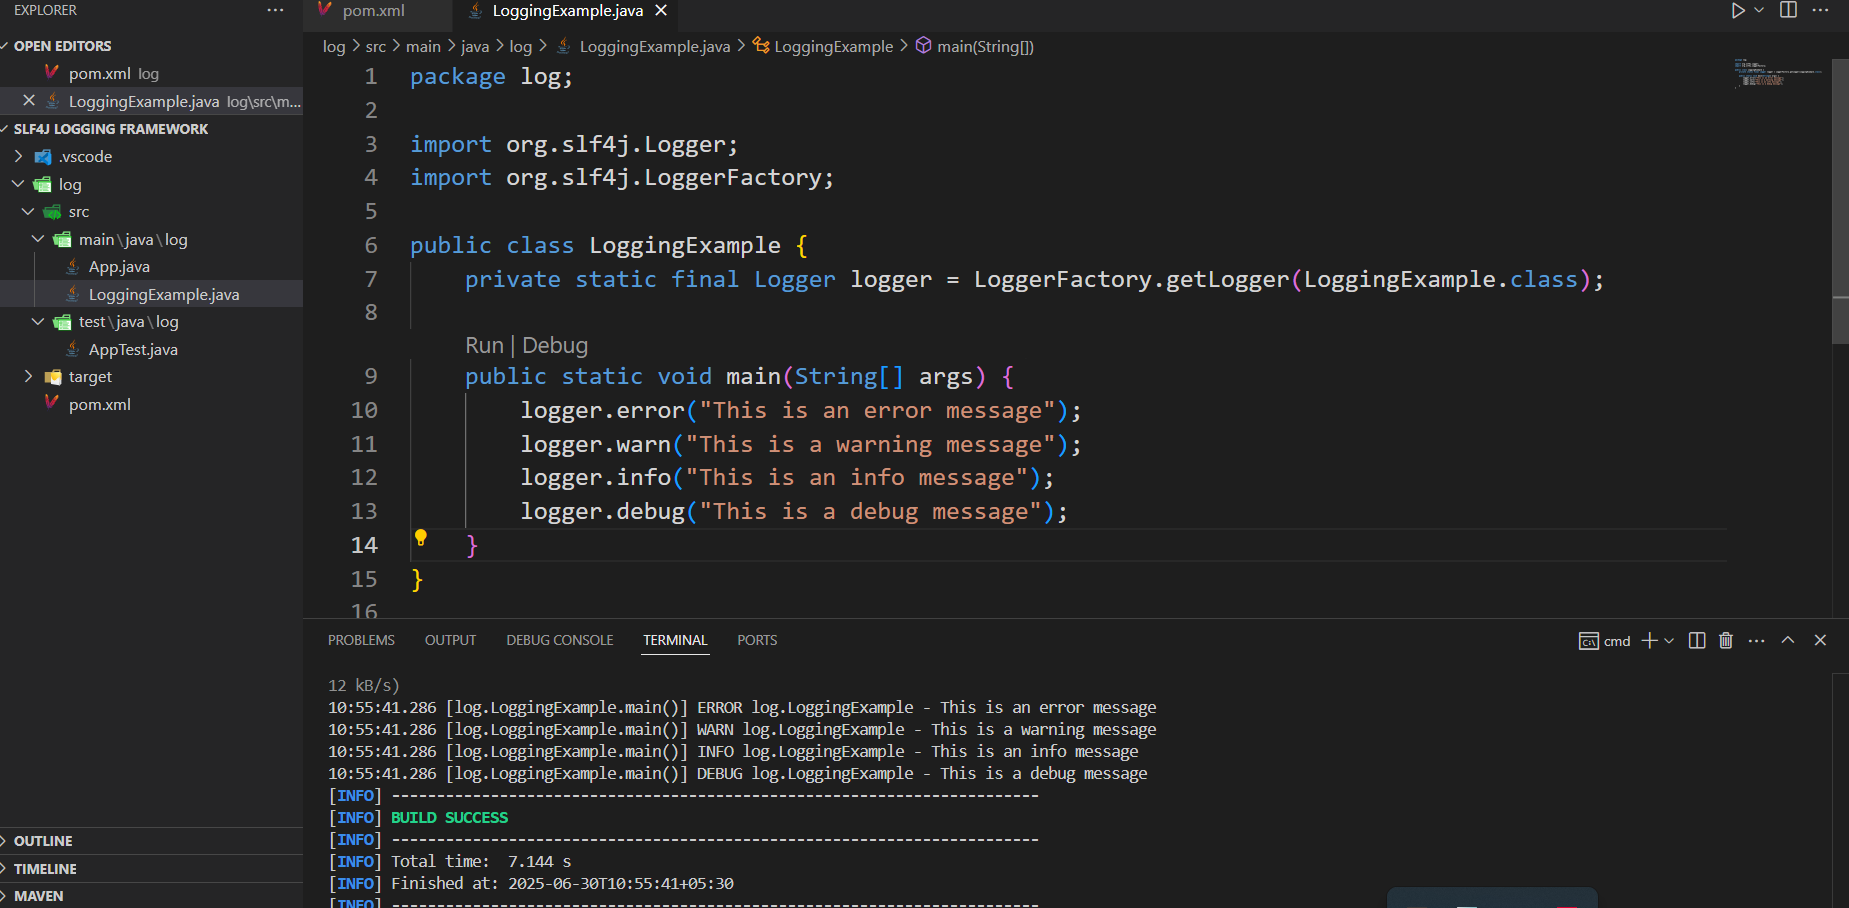 EXPLORER
OPEN EDITORS
pom.xml log
LoggingExample.java log\src\m...
SLF4J LOGGING FRAMEWORK
.vscode
log
src
main\java\log
App.java
LoggingExample.java
test\java\log
AppTest.java
target
pom.xml
OUTLINE
TIMELINE
MAVEN
pom.xml
LoggingExample.java
log > src > main > java > log > LoggingExample.java > LoggingExample > main(String[])
1 package log;
2
3 import org.slf4j.Logger;
4 import org.slf4j.LoggerFactory;
5
6 public class LoggingExample {
7 private static final Logger logger = LoggerFactory.getLogger(LoggingExample.class);
8
Run | Debug
9 public static void main(String[] args) {
10 logger.error("This is an error message");
11 logger.warn("This is a warning message");
12 logger.info("This is an info message");
13 logger.debug("This is a debug message");
14 }
15 }
16
PROBLEMS OUTPUT DEBUG CONSOLE TERMINAL PORTS
cmd
12 kB/s)
10:55:41.286 [log.LoggingExample.main()] ERROR log.LoggingExample - This is an error message
10:55:41.286 [log.LoggingExample.main()] WARN log.LoggingExample - This is a warning message
10:55:41.286 [log.LoggingExample.main()] INFO log.LoggingExample - This is an info message
10:55:41.286 [log.LoggingExample.main()] DEBUG log.LoggingExample - This is a debug message
[INFO] ------------------------------------------------------------------------
[INFO] BUILD SUCCESS
[INFO] ------------------------------------------------------------------------
[INFO] Total time:  7.144 s
[INFO] Finished at: 2025-06-30T10:55:41+05:30
[INFO] ------------------------------------------------------------------------